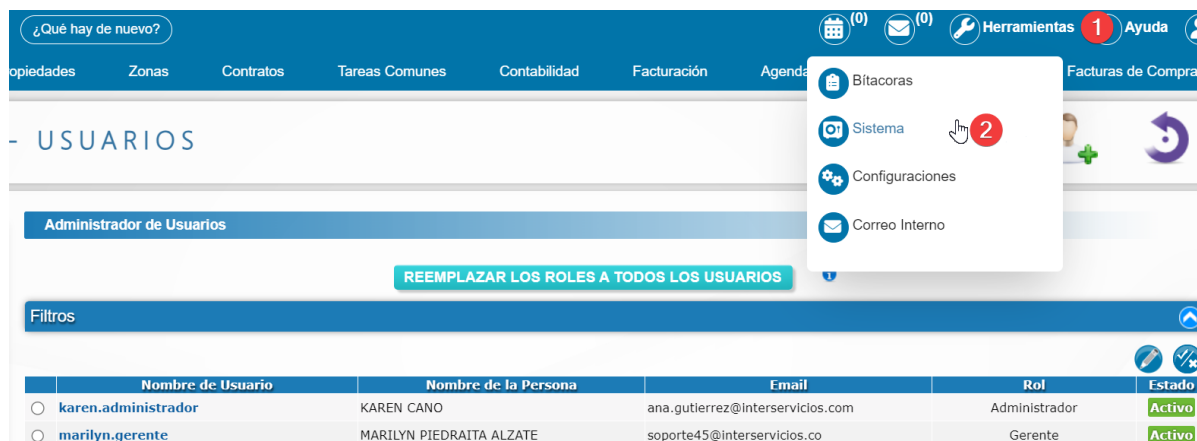 ¿Qué hay de nuevo?
(0)
(0)
Herramientas
1
Ayuda
opiedades
Zonas
Contratos
Tareas Comunes
Contabilidad
Facturación
Agenda
Facturas de Compra
Bítacoras
Sistema
2
Configuraciones
Correo Interno
- USUARIOS
Administrador de Usuarios
REEMPLAZAR LOS ROLES A TODOS LOS USUARIOS
Filtros
Nombre de Usuario Nombre de la Persona Email Rol Estado
karen.administrador KAREN CANO ana.gutierrez@interservicios.com Administrador Activo
marilyn.gerente MARILYN PIEDRAITA ALZATE soporte45@interservicios.co Gerente Activo